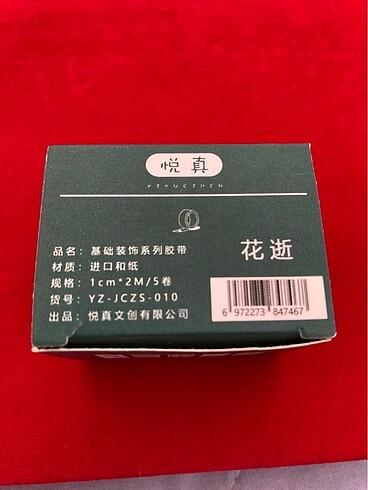 悦真
YIYUEZHEN
品名：基础装饰系列胶带
材质：进口和纸
规格：1cm*2M/5卷
货号：YZ-JCZS-010
出品：悦真文创有限公司
花逝
6 972273 847467